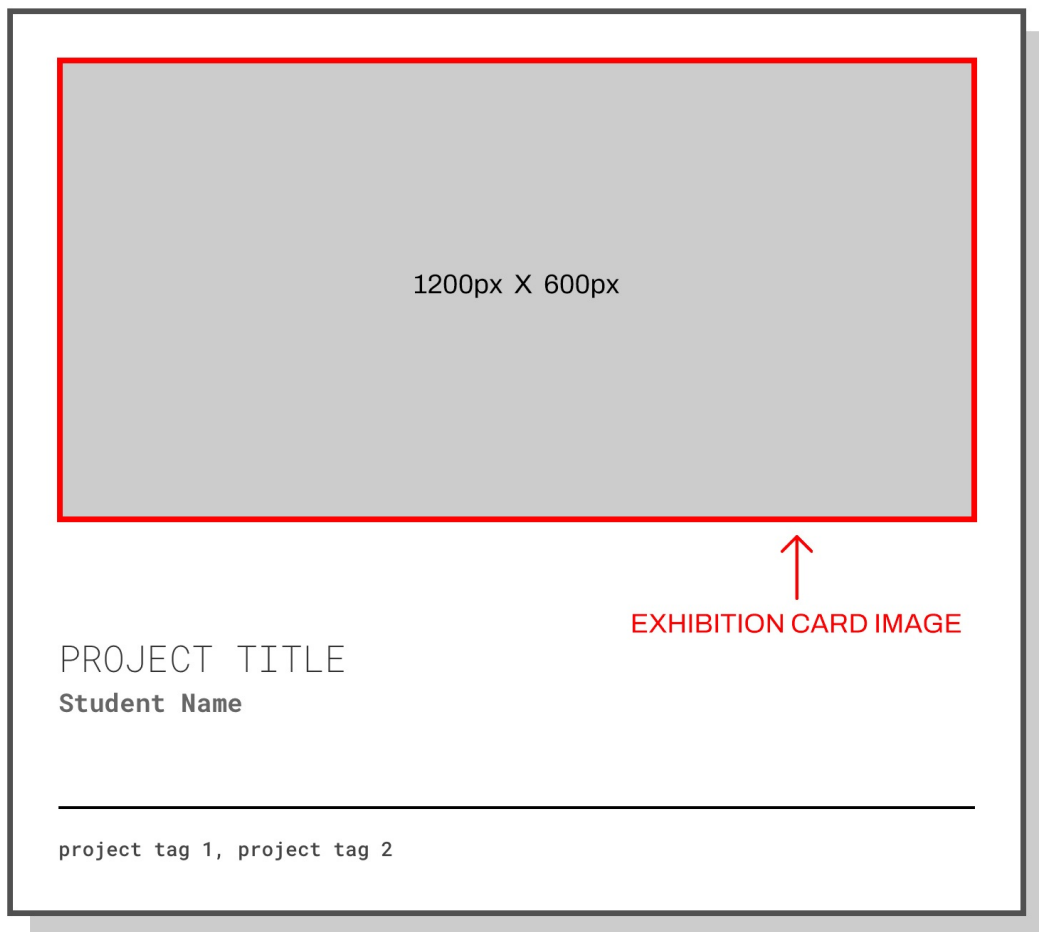 1200px X 600px
EXHIBITION CARD IMAGE
PROJECT TITLE
Student Name
project tag 1, project tag 2